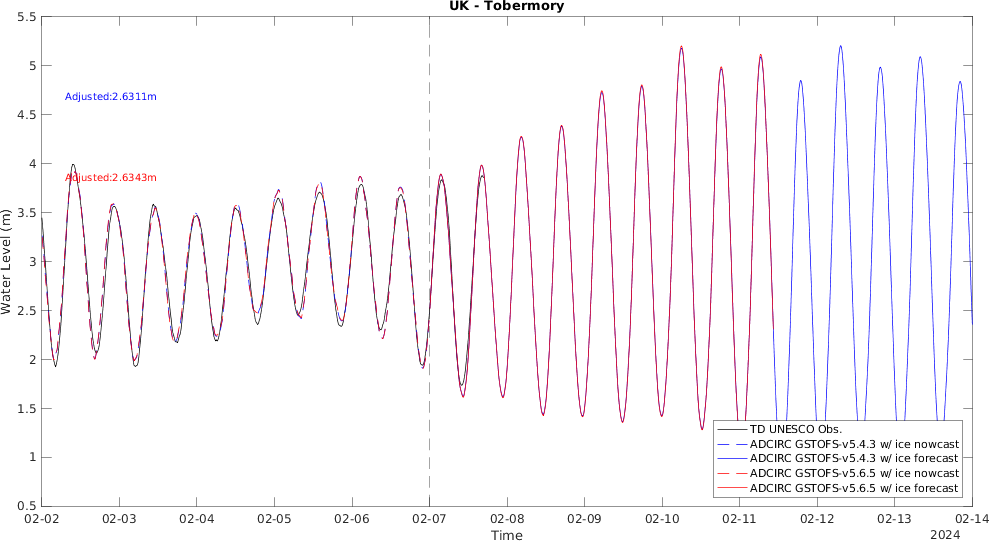 UK - Tobermory
5.5
5
4.5
4
3.5
3
2.5
2
1.5
1
0.5
Water Level (m)
Adjusted:2.6311m
Adjusted:2.6343m
TD UNESCO Obs.
ADCIRC GSTOFS-v5.4.3 w/ ice nowcast
ADCIRC GSTOFS-v5.4.3 w/ ice forecast
ADCIRC GSTOFS-v5.6.5 w/ ice nowcast
ADCIRC GSTOFS-v5.6.5 w/ ice forecast
02-02 02-03 02-04 02-05 02-06 02-07 02-08 02-09 02-10 02-11 02-12 02-13 02-14
Time
2024